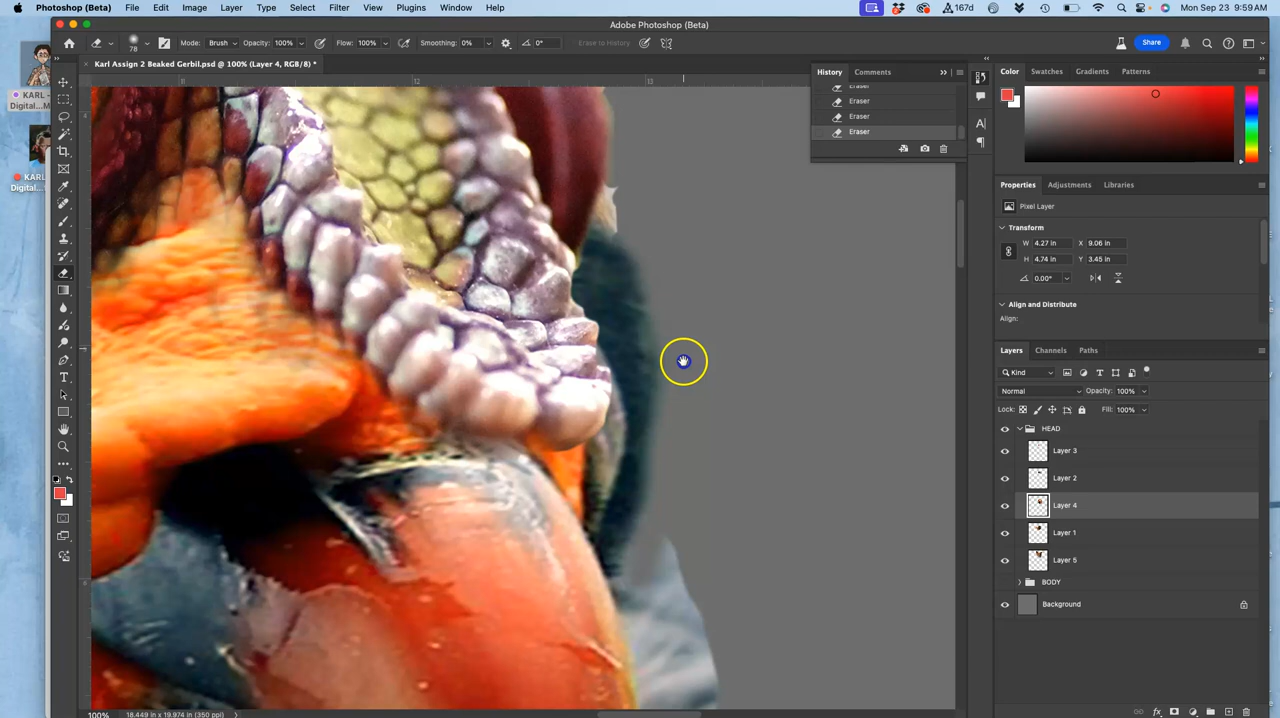 Photoshop (Beta) File Edit Image Layer Type Select Filter View Plugins Window Help 167d Mon Sep 23 9:59 AM
Adobe Photoshop (Beta)
78 Mode: Brush Opacity: 100% Flow: 100% Smoothing: 0% 0° Erase to History Share
Karl Assign 2 Beaked Gerbil.psd @ 100% (Layer 4, RGB/8) *
KARL -
Digital...M
KARL
Digital...
11 12 13
History Comments
Eraser
Eraser
Eraser
Eraser
Color Swatches Gradients Patterns
Properties Adjustments Libraries
Pixel Layer
Transform
W 4.27 in X 9.06 in
H 4.74 in Y 3.45 in
0.00°
Align and Distribute
Align:
Layers Channels Paths
Kind
Normal Opacity: 100%
Lock: Fill: 100%
HEAD
Layer 3
Layer 2
Layer 4
Layer 1
Layer 5
BODY
Background
100% 18.449 in x 19.974 in (350 ppi)